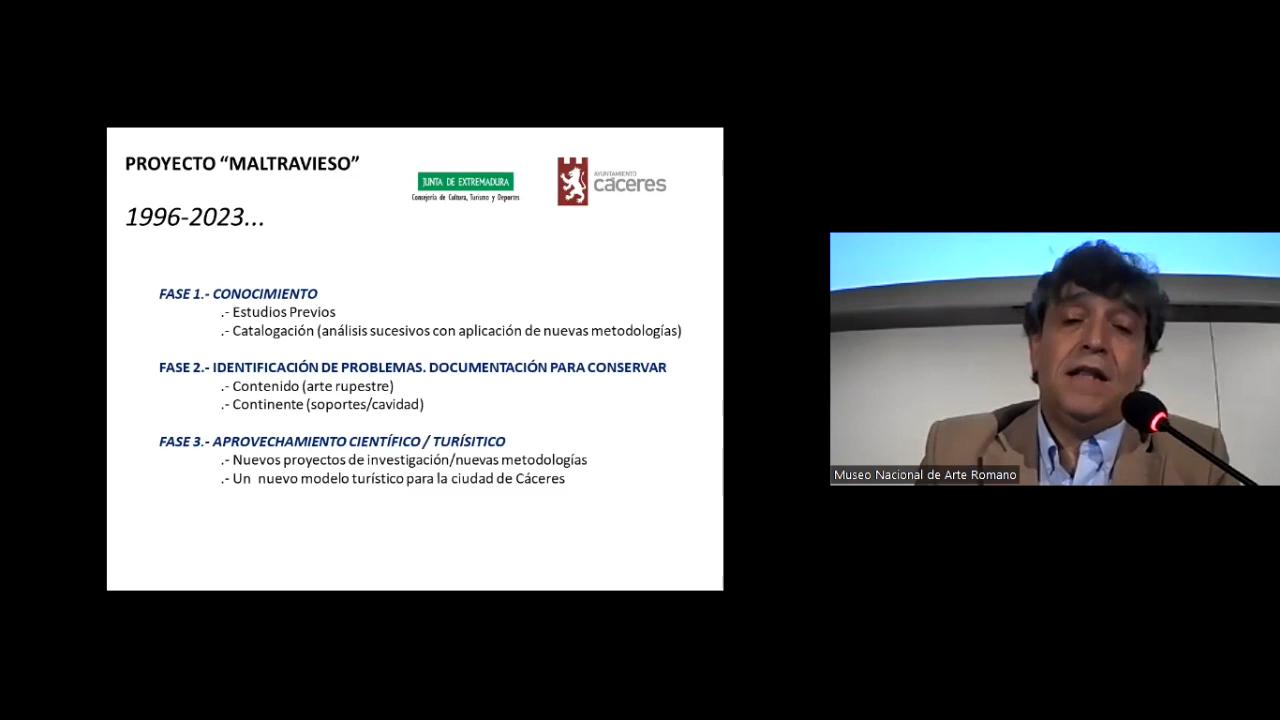 PROYECTO “MALTRAVIESO”
JUNTA DE EXTREMADURA
Consejería de Cultura, Turismo y Deportes
AYUNTAMIENTO
cáceres
1996-2023...
FASE 1.- CONOCIMIENTO
.- Estudios Previos
.- Catalogación (análisis sucesivos con aplicación de nuevas metodologías)
FASE 2.- IDENTIFICACIÓN DE PROBLEMAS. DOCUMENTACIÓN PARA CONSERVAR
.- Contenido (arte rupestre)
.- Continente (soportes/cavidad)
FASE 3.- APROVECHAMIENTO CIENTÍFICO / TURÍSITICO
.- Nuevos proyectos de investigación/nuevas metodologías
.- Un nuevo modelo turístico para la ciudad de Cáceres
Museo Nacional de Arte Romano